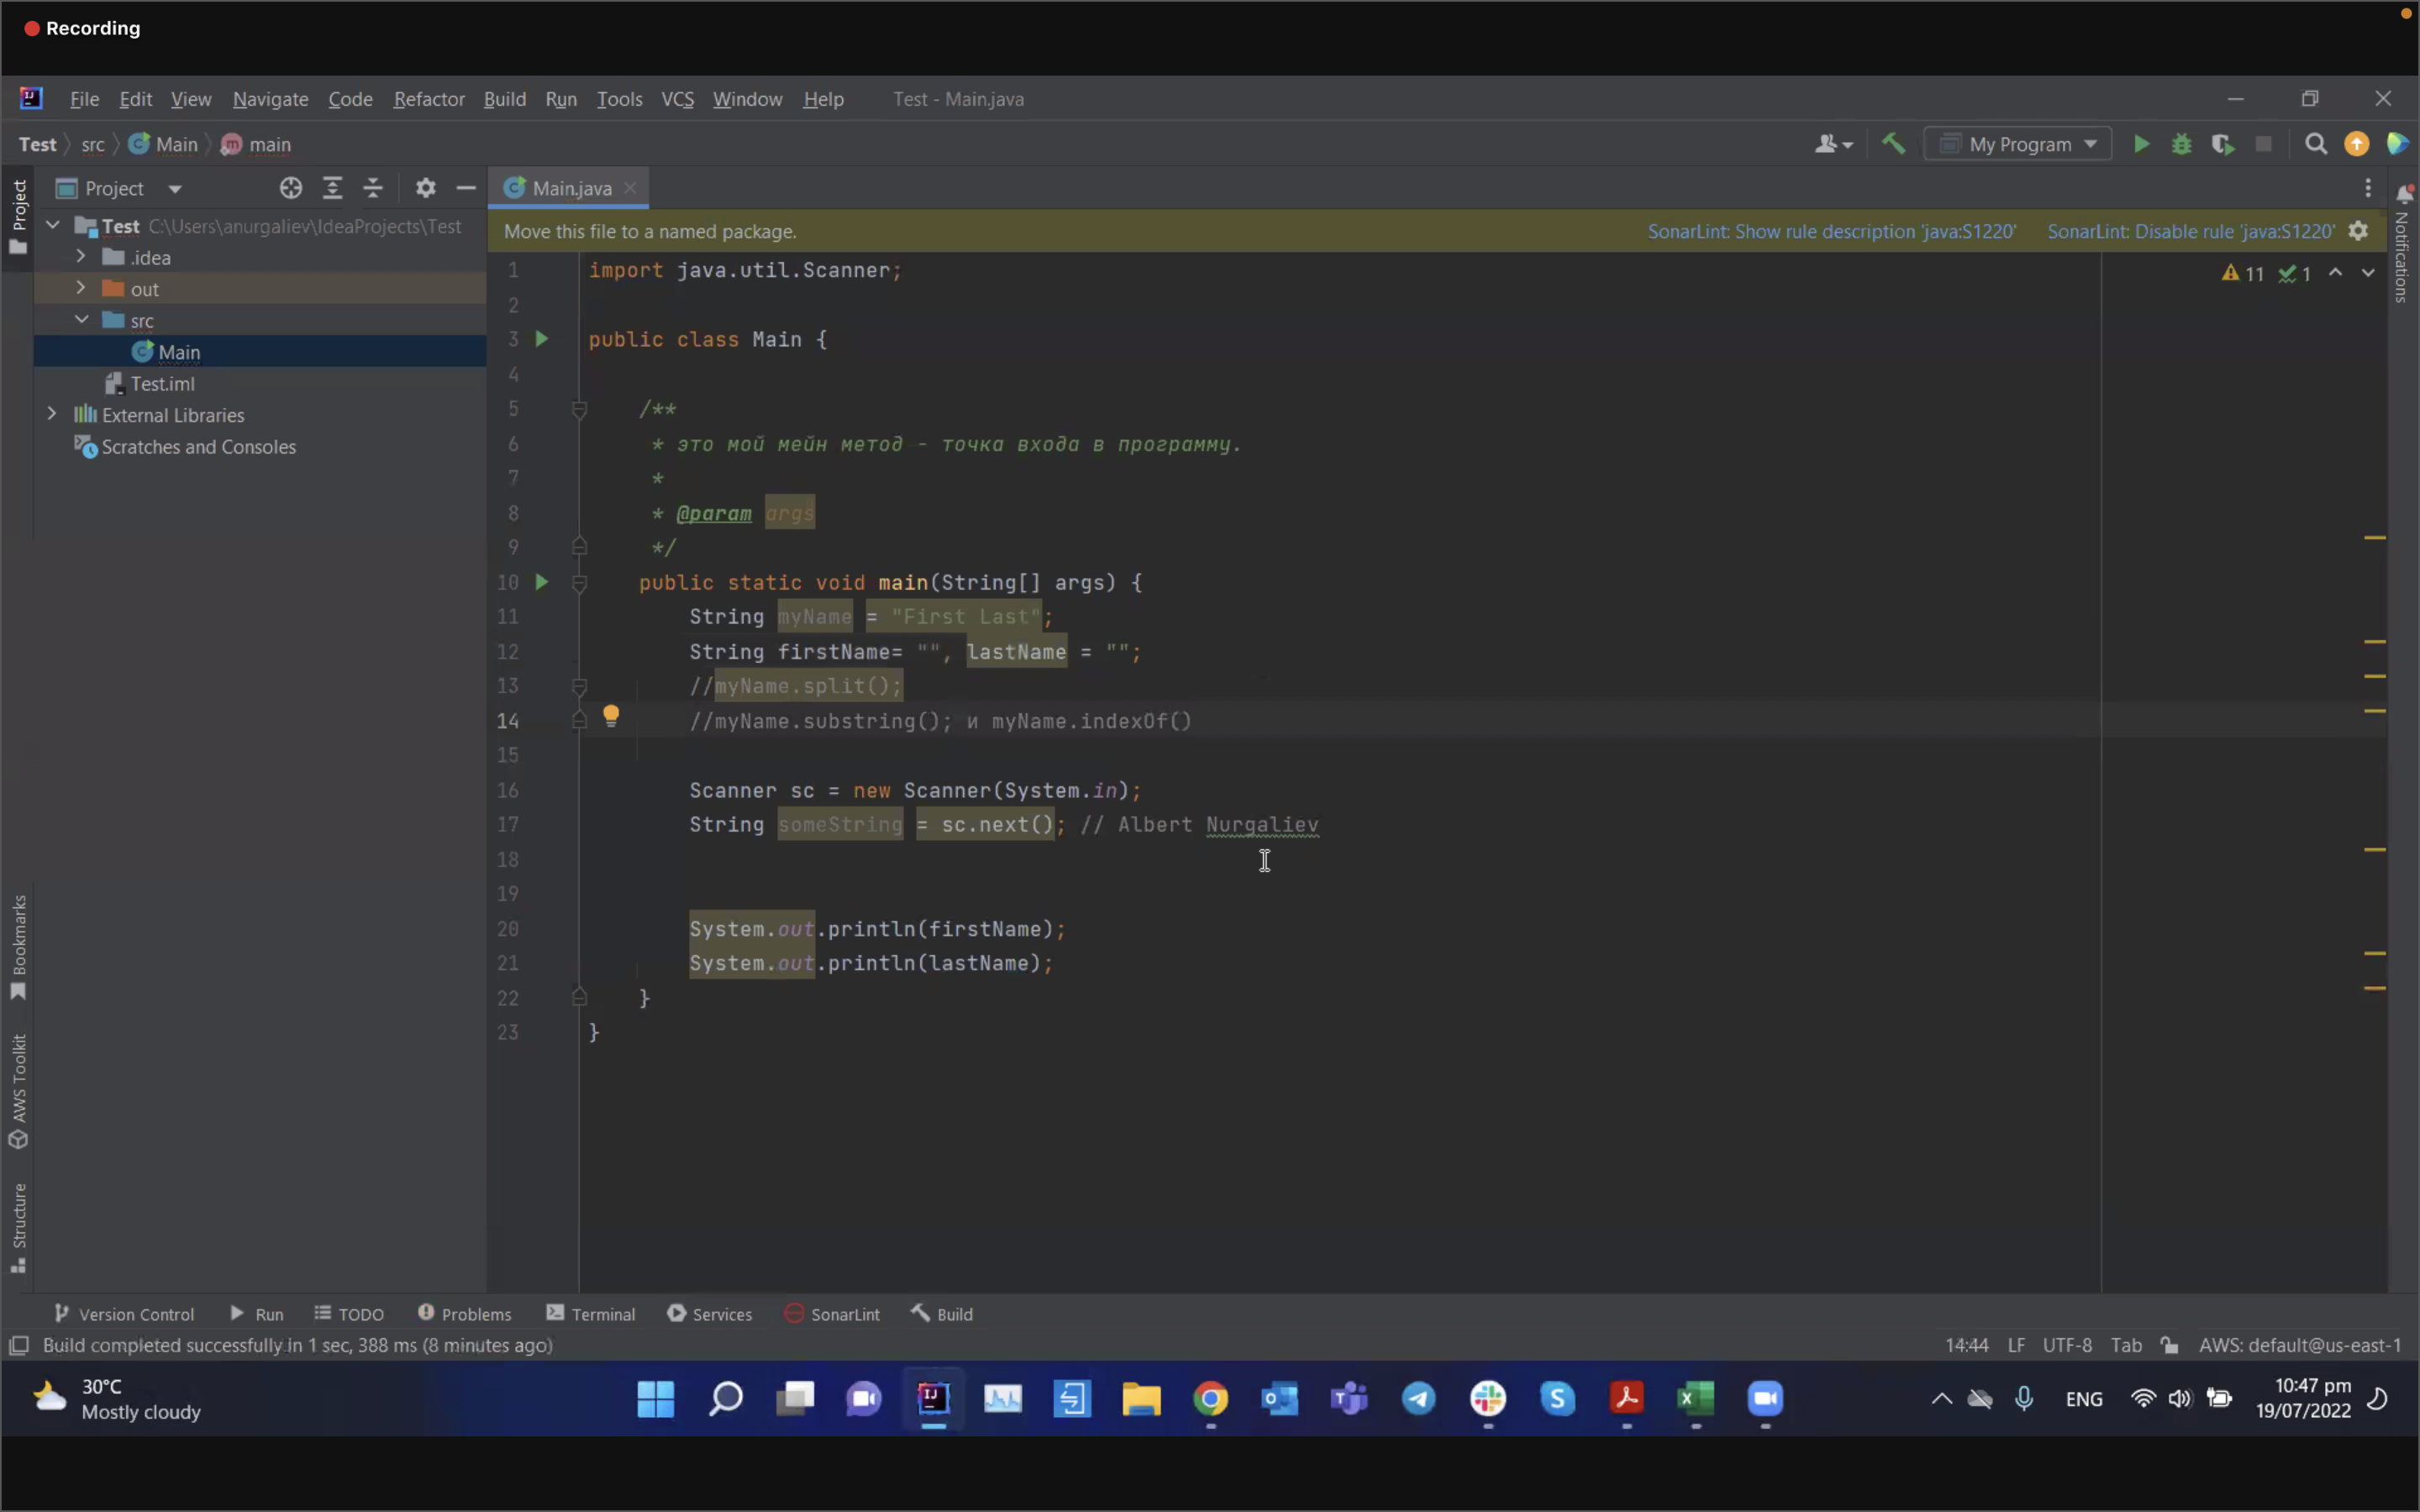 Recording
File Edit View Navigate Code Refactor Build Run Tools VCS Window Help Test - Main.java
Test src Main main My Program
Project Main.java
Project
Test C:\Users\anurgaliev\IdeaProjects\Test
.idea
out
src
Main
Test.iml
External Libraries
Scratches and Consoles
Move this file to a named package. SonarLint: Show rule description 'java:S1220' SonarLint: Disable rule 'java:S1220'
Notifications
11 1
1 import java.util.Scanner;
2
3 public class Main {
4
5 /**
6 * это мой мейн метод - точка входа в программу.
7 *
8 * @param args
9 */
10 public static void main(String[] args) {
11 String myName = "First Last";
12 String firstName= "", lastName = "";
13 //myName.split();
14 //myName.substring(); и myName.indexOf()
15
16 Scanner sc = new Scanner(System.in);
17 String someString = sc.next(); // Albert Nurgaliev
18
19
20 System.out.println(firstName);
21 System.out.println(lastName);
22 }
23 }
Bookmarks
AWS Toolkit
Structure
Version Control Run TODO Problems Terminal Services SonarLint Build
Build completed successfully in 1 sec, 388 ms (8 minutes ago) 14:44 LF UTF-8 Tab AWS: default@us-east-1
30°C
Mostly cloudy
ENG
10:47 pm
19/07/2022